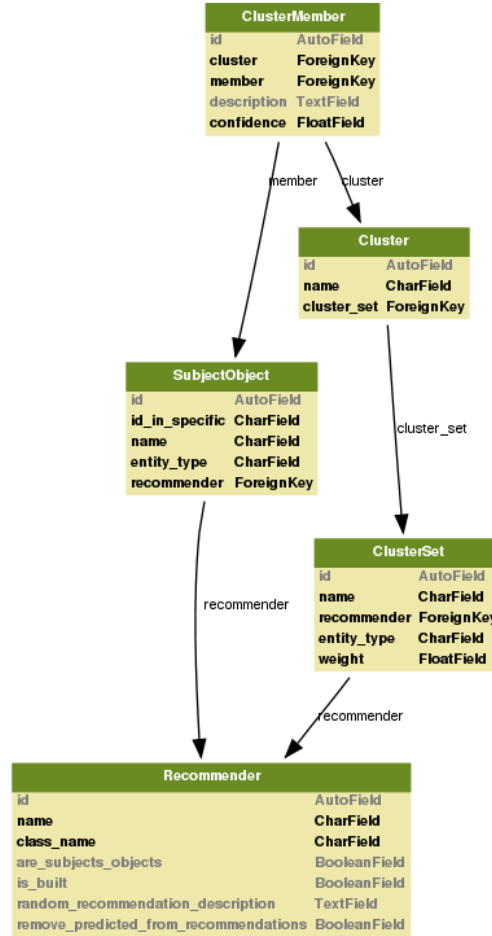 ClusterMember
id AutoField
cluster ForeignKey
member ForeignKey
description TextField
confidence FloatField
member
cluster
Cluster
id AutoField
name CharField
cluster_set ForeignKey
SubjectObject
id AutoField
id_in_specific CharField
name CharField
entity_type CharField
recommender ForeignKey
cluster_set
ClusterSet
id AutoField
name CharField
recommender ForeignKey
entity_type CharField
weight FloatField
recommender
recommender
Recommender
id AutoField
name CharField
class_name CharField
are_subjects_objects BooleanField
is_built BooleanField
random_recommendation_description TextField
remove_predicted_from_recommendations BooleanField